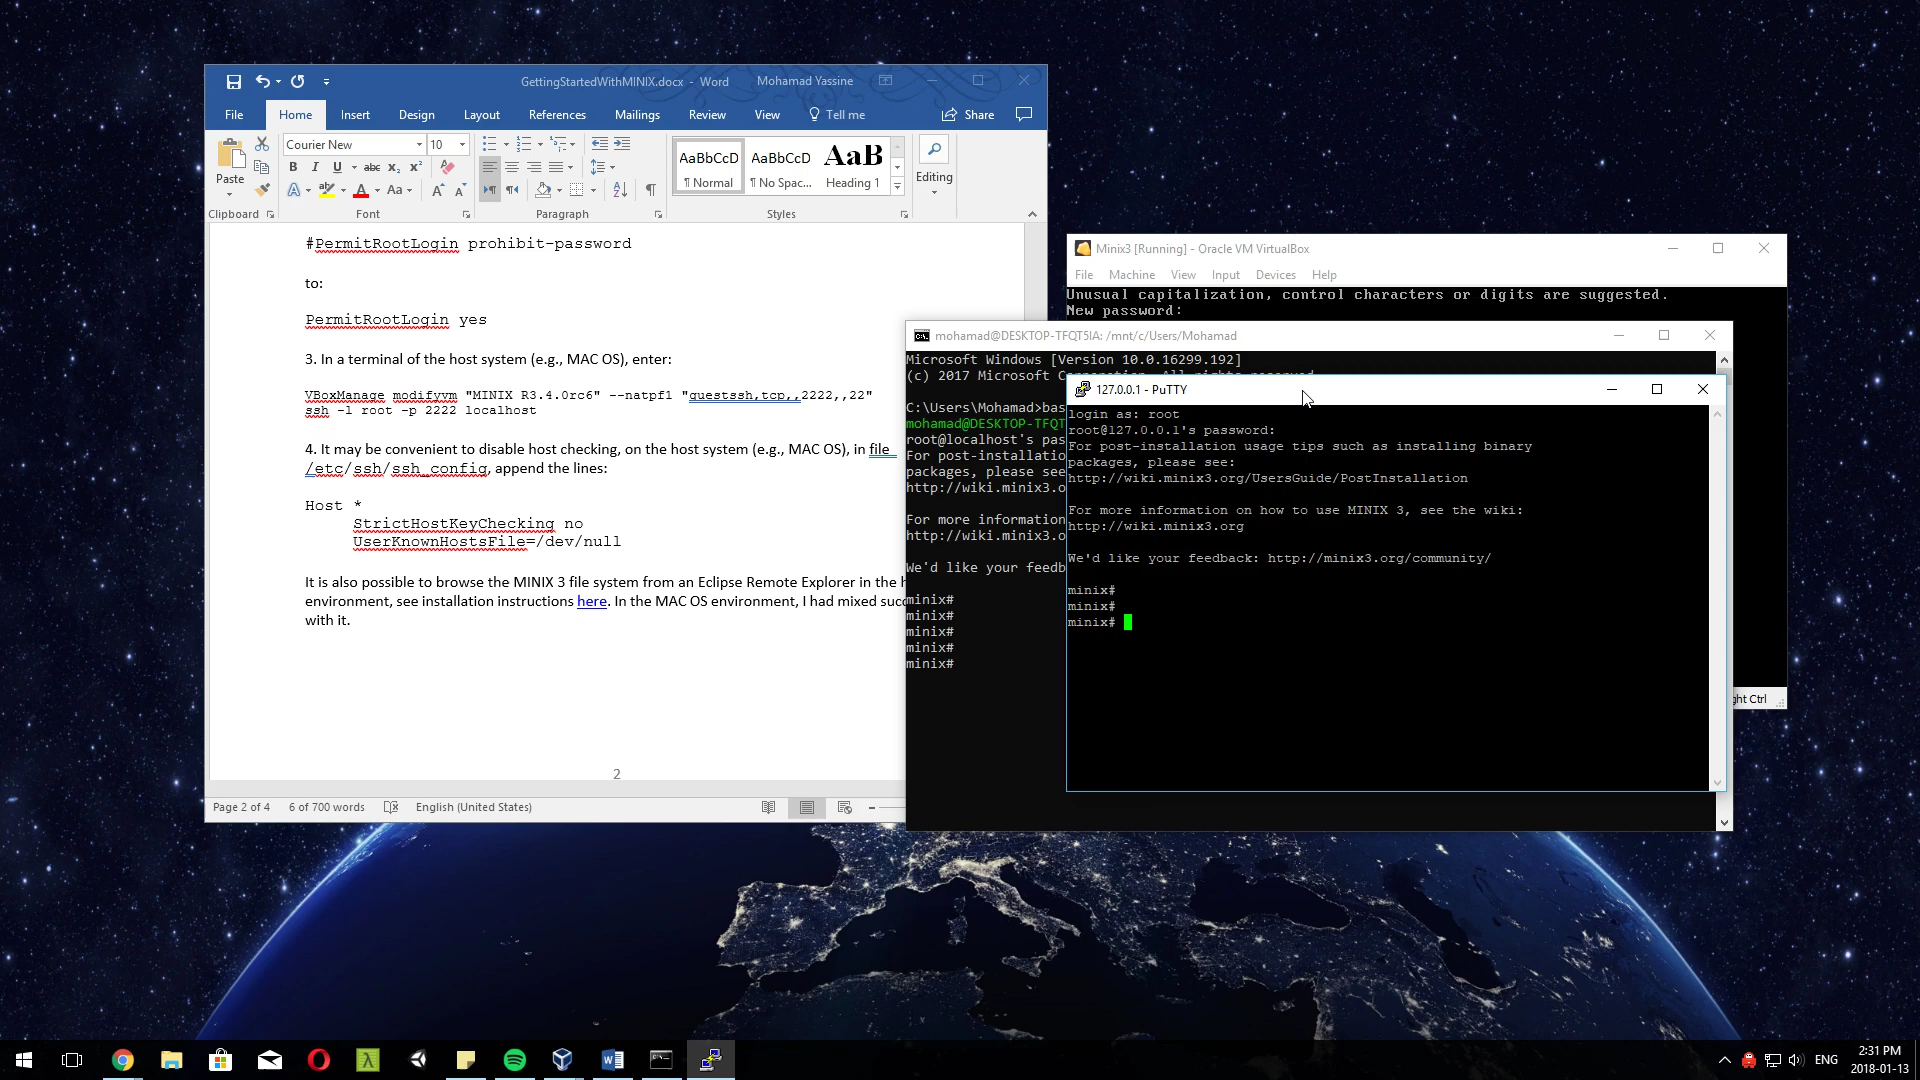 GettingStartedWithMINIX.docx - Word
Mohamad Yassine
File
Home
Insert
Design
Layout
References
Mailings
Review
View
Tell me
Share
Paste
Clipboard
Courier New
10
B I U abc x₂ x²
A A Aa A A
Font
Paragraph
AaBbCcD
¶ Normal
AaBbCcD
¶ No Spac...
AaB
Heading 1
Styles
Editing
#PermitRootLogin prohibit-password
to:
PermitRootLogin yes
3. In a terminal of the host system (e.g., MAC OS), enter:
VBoxManage modifyvm "MINIX R3.4.0rc6" --natpf1 "guestssh,tcp,,2222,,22"
ssh -l root -p 2222 localhost
4. It may be convenient to disable host checking, on the host system (e.g., MAC OS), in file
/etc/ssh/ssh_config, append the lines:
Host *
StrictHostKeyChecking no
UserKnownHostsFile=/dev/null
It is also possible to browse the MINIX 3 file system from an Eclipse Remote Explorer in the h
environment, see installation instructions here. In the MAC OS environment, I had mixed suc
with it.
2
Page 2 of 4
6 of 700 words
English (United States)
Minix3 [Running] - Oracle VM VirtualBox
File
Machine
View
Input
Devices
Help
Unusual capitalization, control characters or digits are suggested.
New password:
ght Ctrl
mohamad@DESKTOP-TFQT5IA: /mnt/c/Users/Mohamad
Microsoft Windows [Version 10.0.16299.192]
(c) 2017 Microsoft Corporation. All rights reserved.
C:\Users\Mohamad>bas
mohamad@DESKTOP-TFQT
root@localhost's pas
For post-installatio
packages, please see
http://wiki.minix3.o
For more information
http://wiki.minix3.o
We'd like your feedb
minix#
minix#
minix#
minix#
minix#
127.0.0.1 - PuTTY
login as: root
root@127.0.0.1's password:
For post-installation usage tips such as installing binary
packages, please see:
http://wiki.minix3.org/UsersGuide/PostInstallation
For more information on how to use MINIX 3, see the wiki:
http://wiki.minix3.org
We'd like your feedback: http://minix3.org/community/
minix#
minix#
minix#
ENG
2:31 PM
2018-01-13